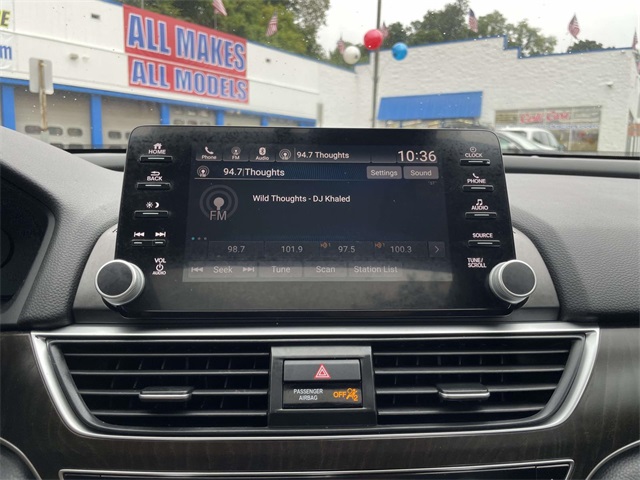 ALL MAKES
ALL MODELS
HOME
BACK
VOL
AUDIO
Phone
FM
Audio
94.7 Thoughts
10:36
94.7 Thoughts
Settings
Sound
FM
Wild Thoughts - DJ Khaled
98.7
101.9
97.5
100.3
Seek
Tune
Scan
Station List
CLOCK
PHONE
AUDIO
SOURCE
TUNE/
SCROLL
PASSENGER
AIRBAG
OFF